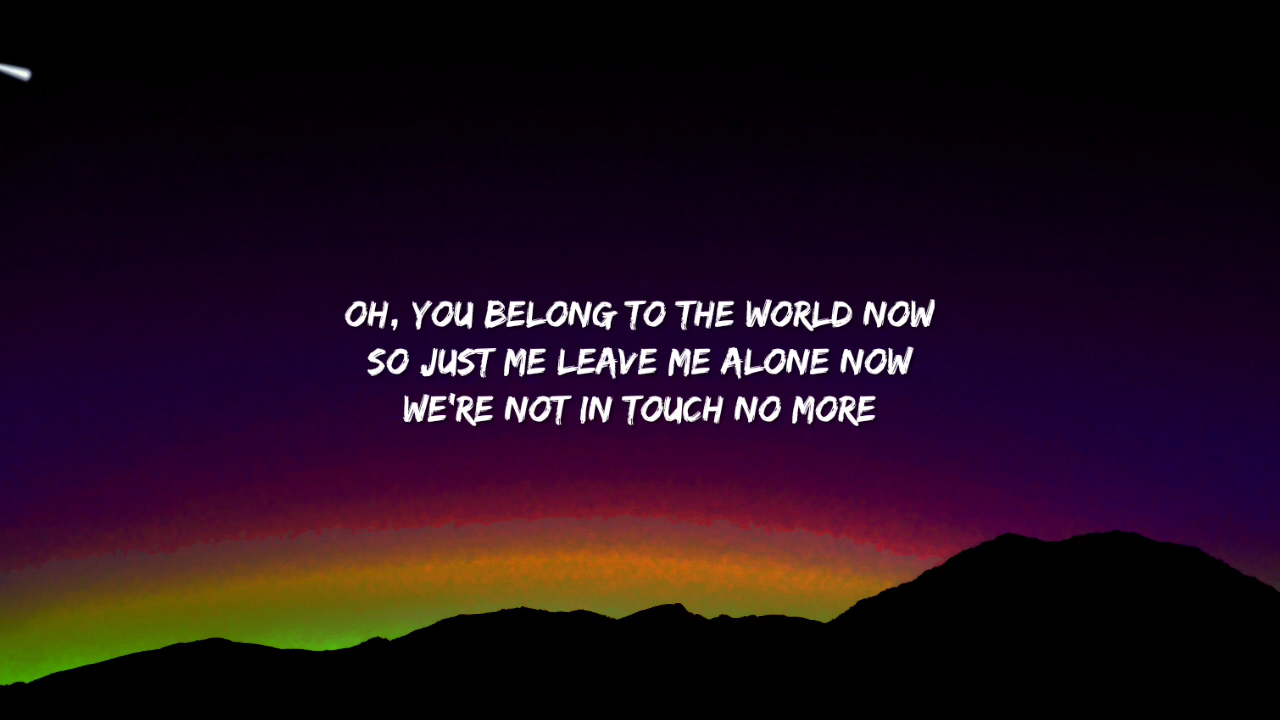 OH, YOU BELONG TO THE WORLD NOW
SO JUST ME LEAVE ME ALONE NOW
WE'RE NOT IN TOUCH NO MORE